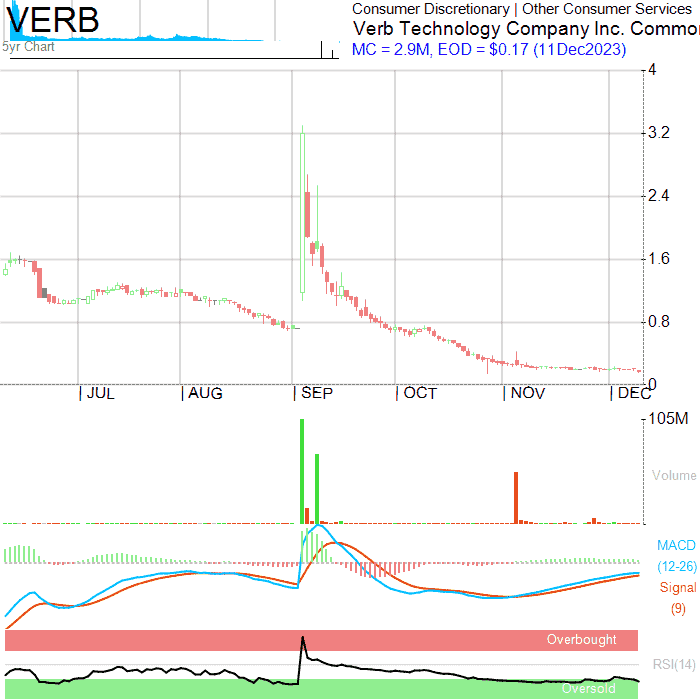 VERB
Consumer Discretionary | Other Consumer Services
Verb Technology Company Inc. Common
5yr Chart
MC = 2.9M, EOD = $0.17 (11Dec2023)
4
3.2
2.4
1.6
0.8
0
JUL
AUG
SEP
OCT
NOV
DEC
105M
Volume
MACD
(12-26)
Signal
(9)
Overbought
RSI(14)
Oversold